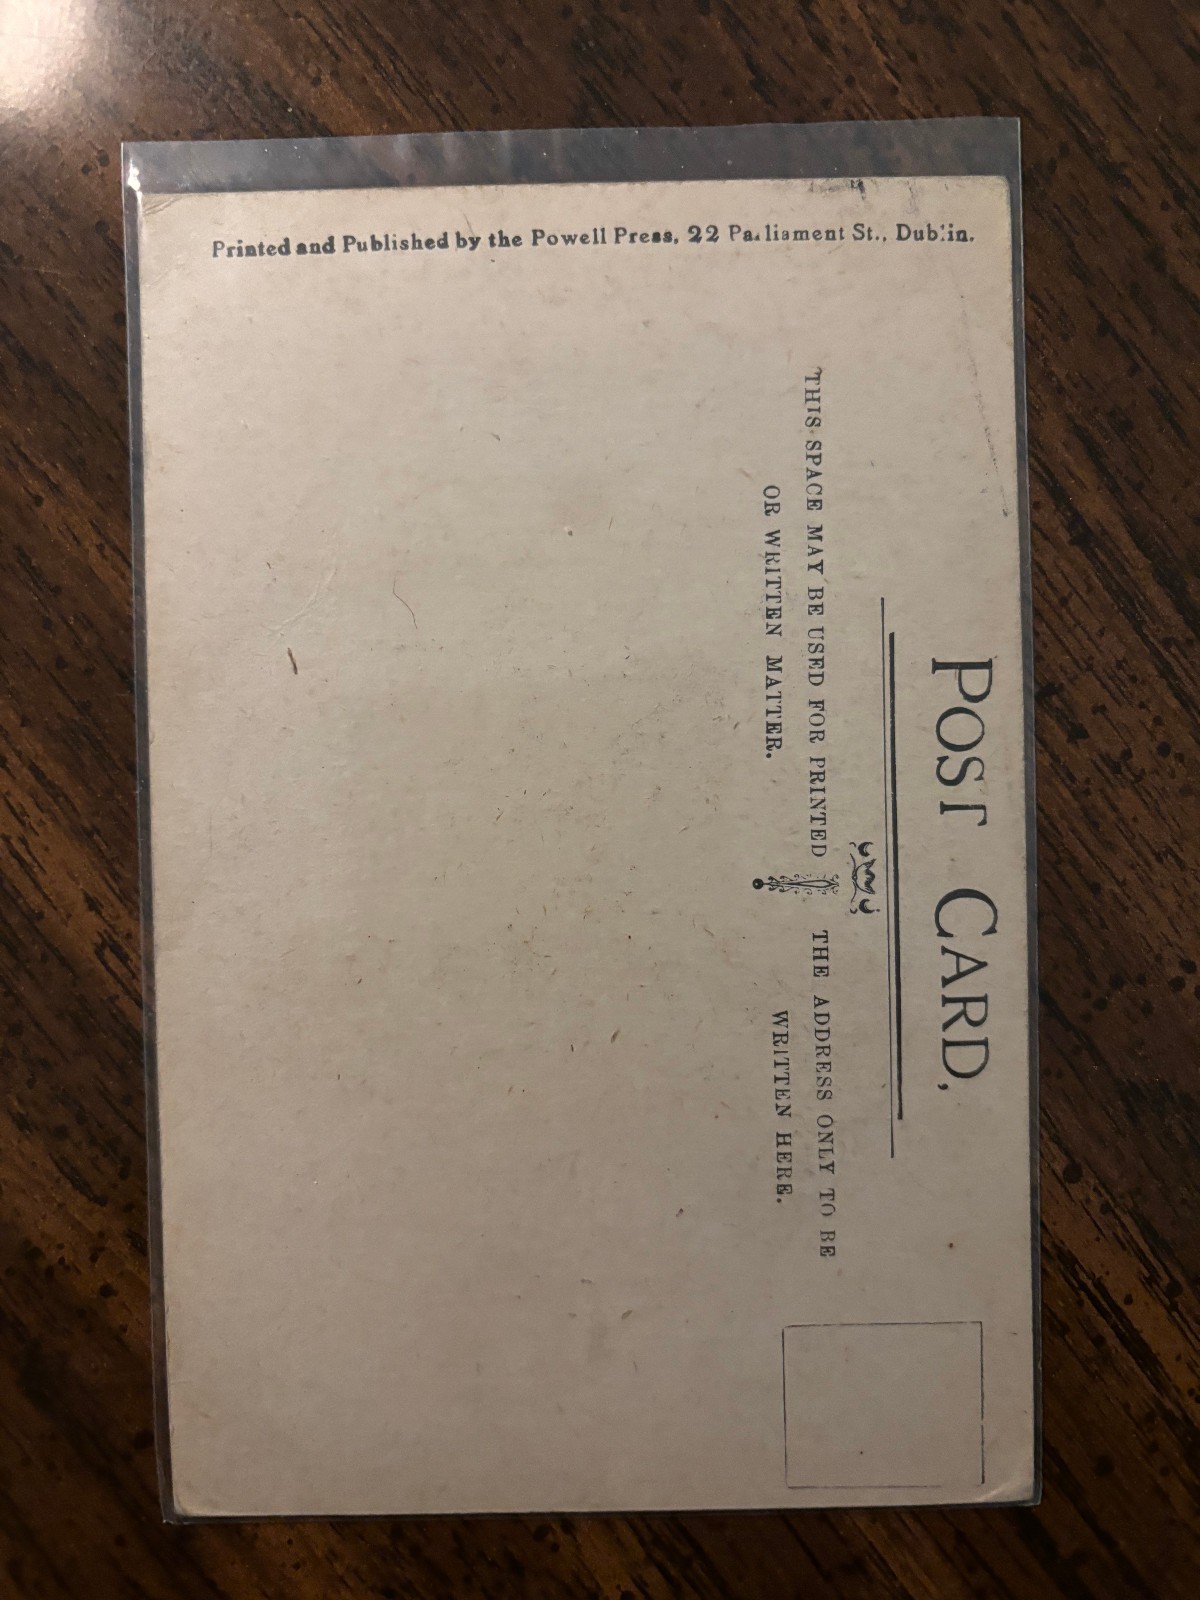 Printed and Published by the Powell Press, 22 Parliament St., Dublin.
POST CARD,
THIS SPACE MAY BE USED FOR PRINTED
OR WRITTEN MATTER.
THE ADDRESS ONLY TO BE
WRITTEN HERE.